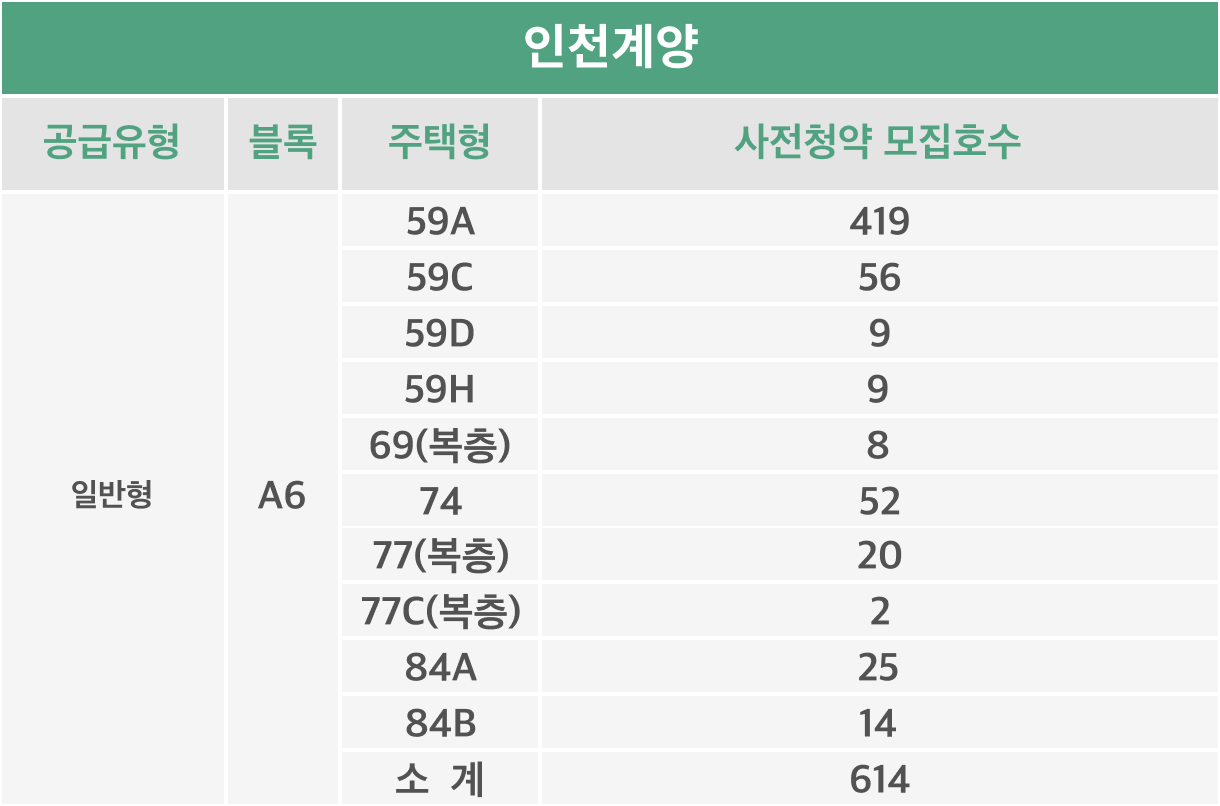 인천계양
공급유형 블록 주택형 사전청약 모집호수
59A 419
59C 56
59D 9
59H 9
69(복층) 8
일반형 A6 74 52
77(복층) 20
77C(복층) 2
84A 25
84B 14
소 계 614